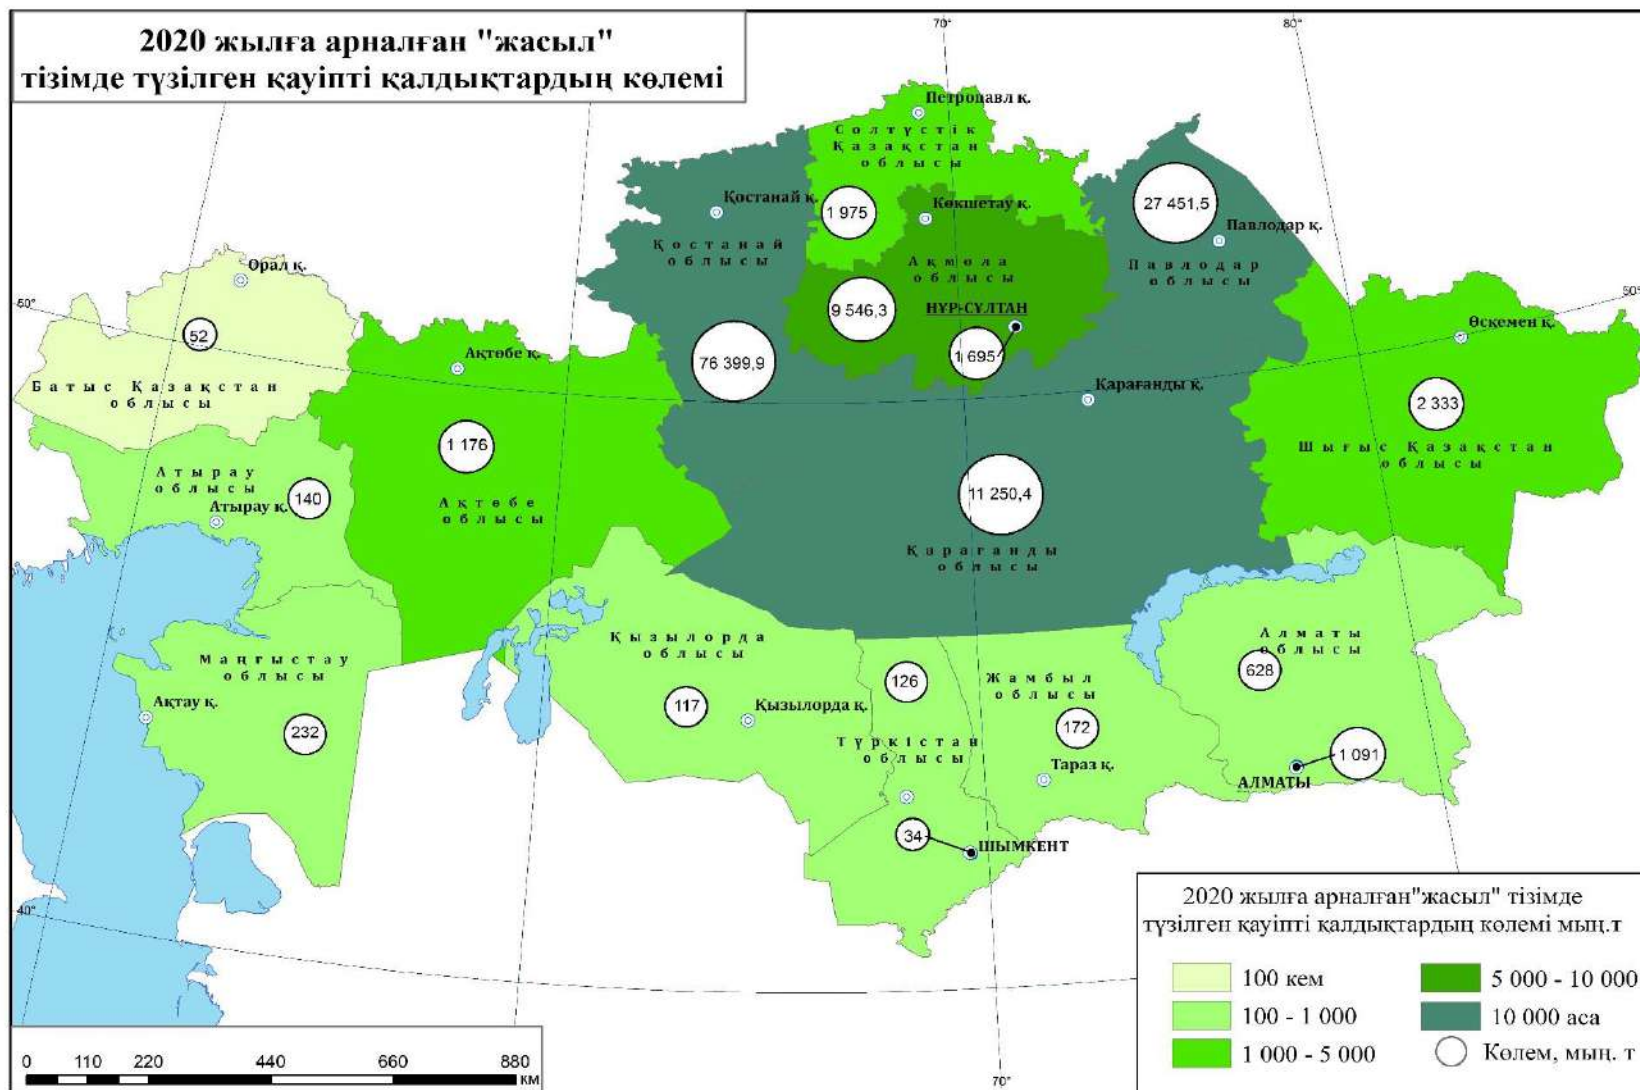 2020 жылға арналған "жасыл"
тізімде түзілген қауіпті қалдықтардың көлемі
70°
80°
Петропавл қ.
Солтүстік
Қазақстан
облысы
Қостанай қ.
1 975
Көкшетау қ.
27 451,5
Павлодар қ.
Қостанай
облысы
Ақмола
облысы
Павлодар
облысы
Орал қ.
50°
50°
9 546,3
НҰР-СҰЛТАН
Өскемен қ.
52
Ақтөбе қ.
76 399,9
1 695
Батыс Қазақстан
облысы
Қарағанды қ.
2 333
1 176
Шығыс Қазақстан
облысы
Атырау
облысы
140
Атырау қ.
Ақтөбе
облысы
11 250,4
Қарағанды
облысы
Қызылорда
облысы
Алматы
облысы
Маңғыстау
облысы
126
Жамбыл
облысы
628
Ақтау қ.
117
Қызылорда қ.
232
172
Түркістан
облысы
Тараз қ.
1 091
АЛМАТЫ
34
ШЫМКЕНТ
40°
2020 жылға арналған"жасыл" тізімде
түзілген қауіпті қалдықтардың көлемі мың.т
100 кем
5 000 - 10 000
100 - 1 000
10 000 аса
1 000 - 5 000
Көлем, мың. т
0 110 220 440 660 880
км
70°